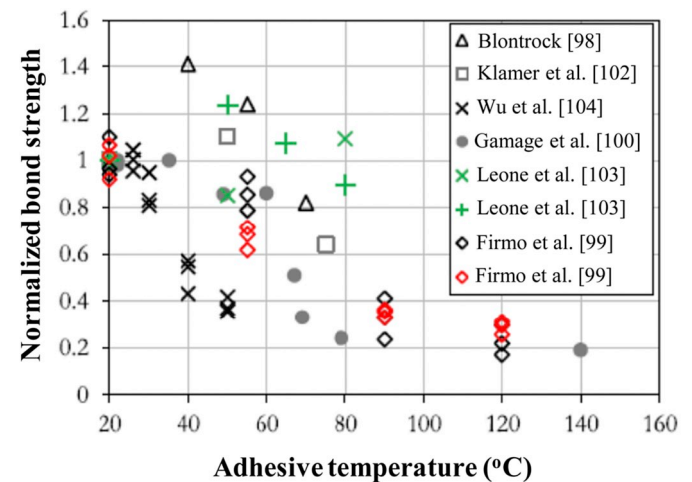 Normalized bond strength
1.6
1.4
1.2
1
0.8
0.6
0.4
0.2
0
20
40
60
80
100
120
140
160
Adhesive temperature (°C)
Blontrock [98]
Klamer et al. [102]
Wu et al. [104]
Gamage et al. [100]
Leone et al. [103]
Leone et al. [103]
Firmo et al. [99]
Firmo et al. [99]